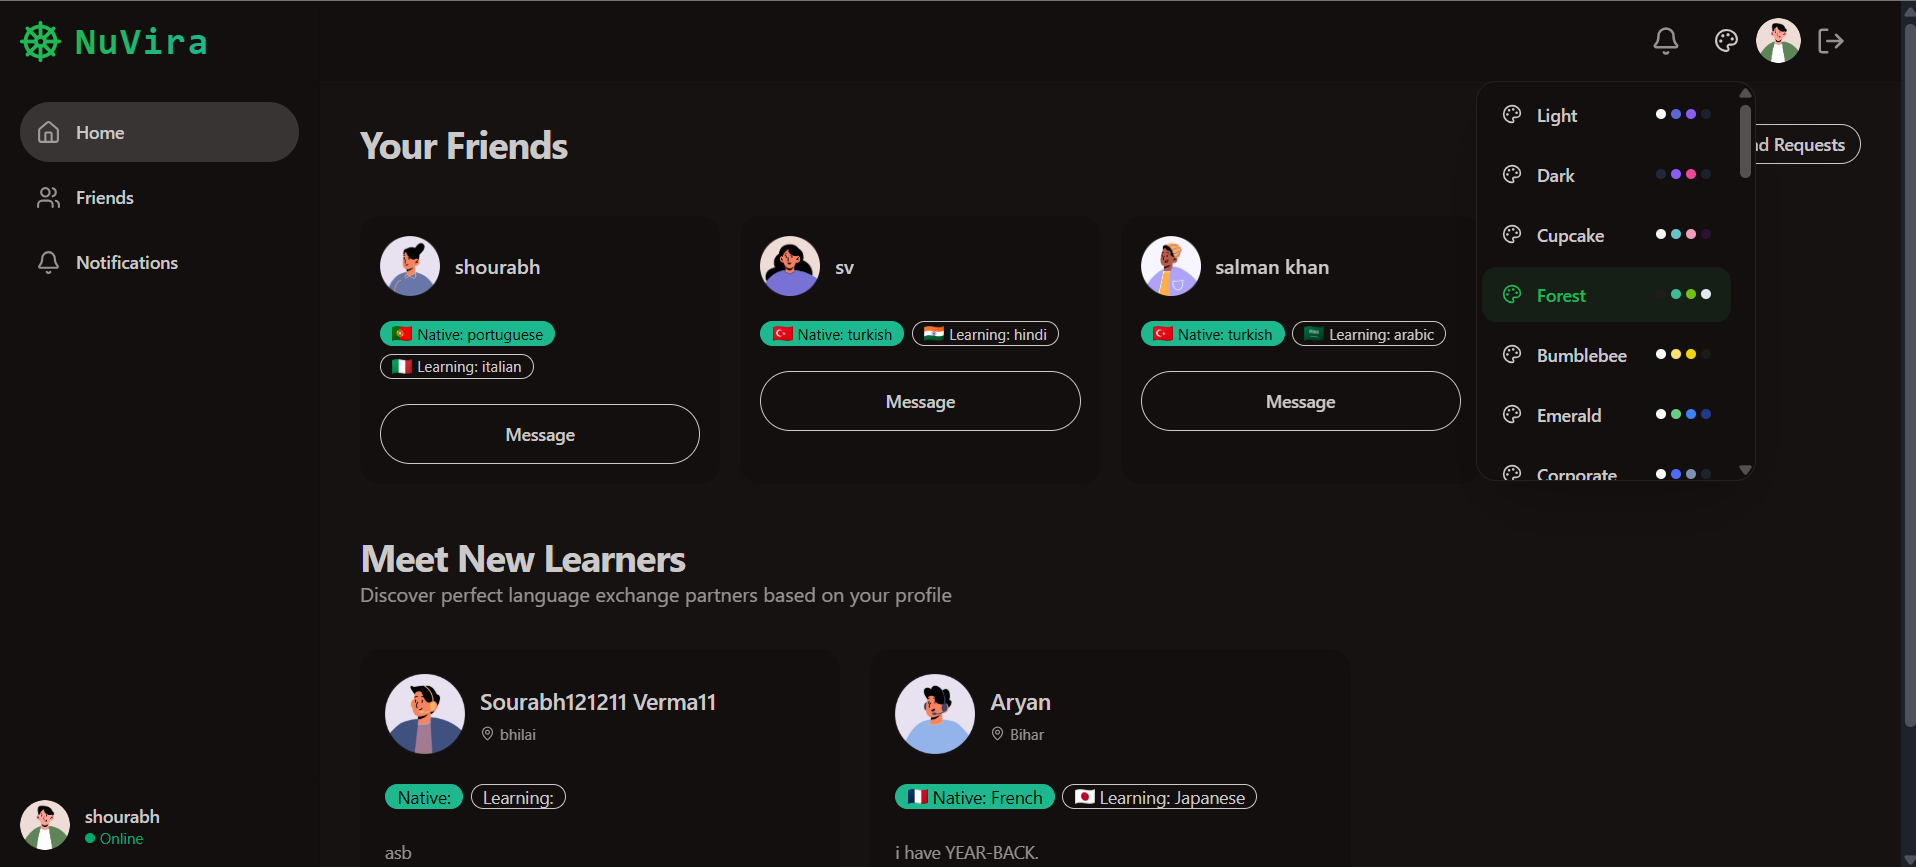 NuVira
Home
Friends
Notifications
Your Friends
Requests
shourabh
Native: portuguese
Learning: italian
Message
sv
Native: turkish
Learning: hindi
Message
salman khan
Native: turkish
Learning: arabic
Message
Light
Dark
Cupcake
Forest
Bumblebee
Emerald
Corporate
Meet New Learners
Discover perfect language exchange partners based on your profile
Sourabh121211 Verma11
bhilai
Native:
Learning:
asb
Aryan
Bihar
Native: French
Learning: Japanese
i have YEAR-BACK.
shourabh
Online